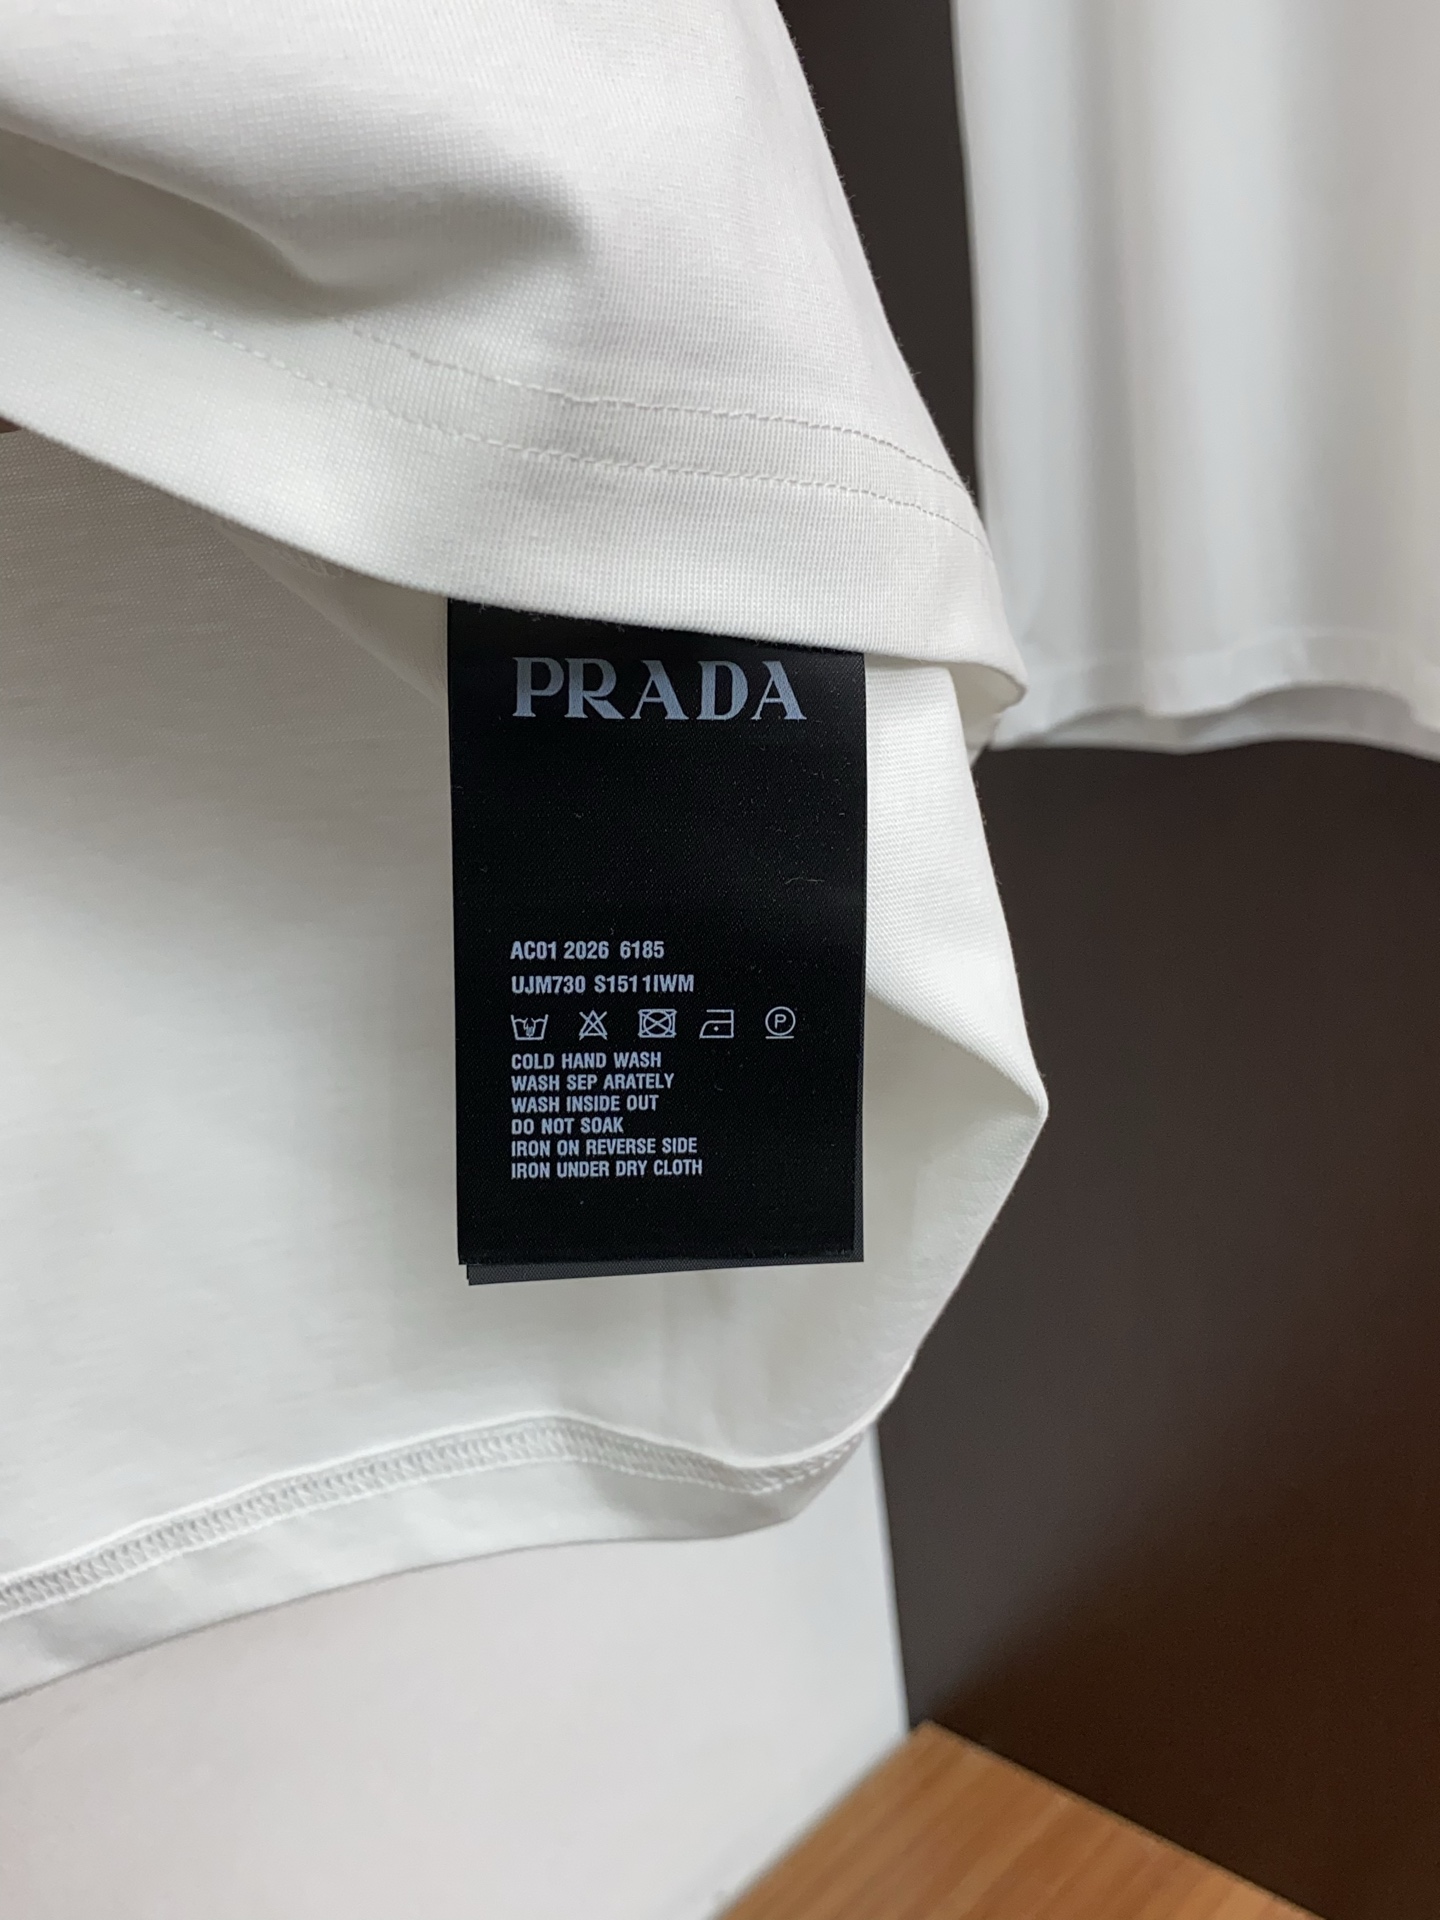 PRADA
AC01 2026 6185
UJM730 S1511IWM
P
COLD HAND WASH
WASH SEP ARATELY
WASH INSIDE OUT
DO NOT SOAK
IRON ON REVERSE SIDE
IRON UNDER DRY CLOTH